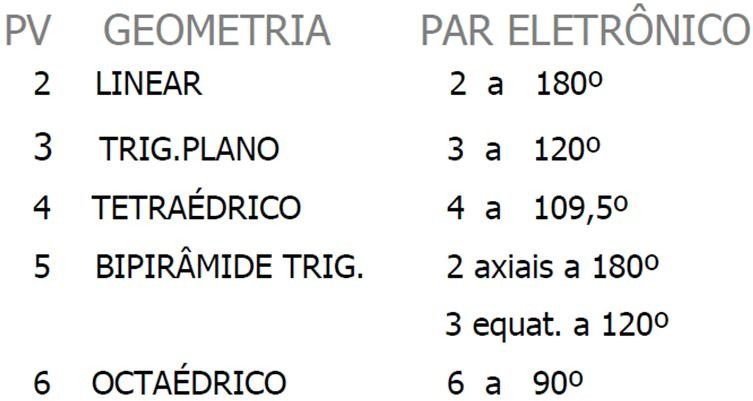 PV GEOMETRIA PAR ELETRÔNICO
2 LINEAR 2 a 180º
3 TRIG.PLANO 3 a 120º
4 TETRAÉDRICO 4 a 109,5º
5 BIPIRÂMIDE TRIG. 2 axiais a 180º
3 equat. a 120º
6 OCTAÉDRICO 6 a 90º